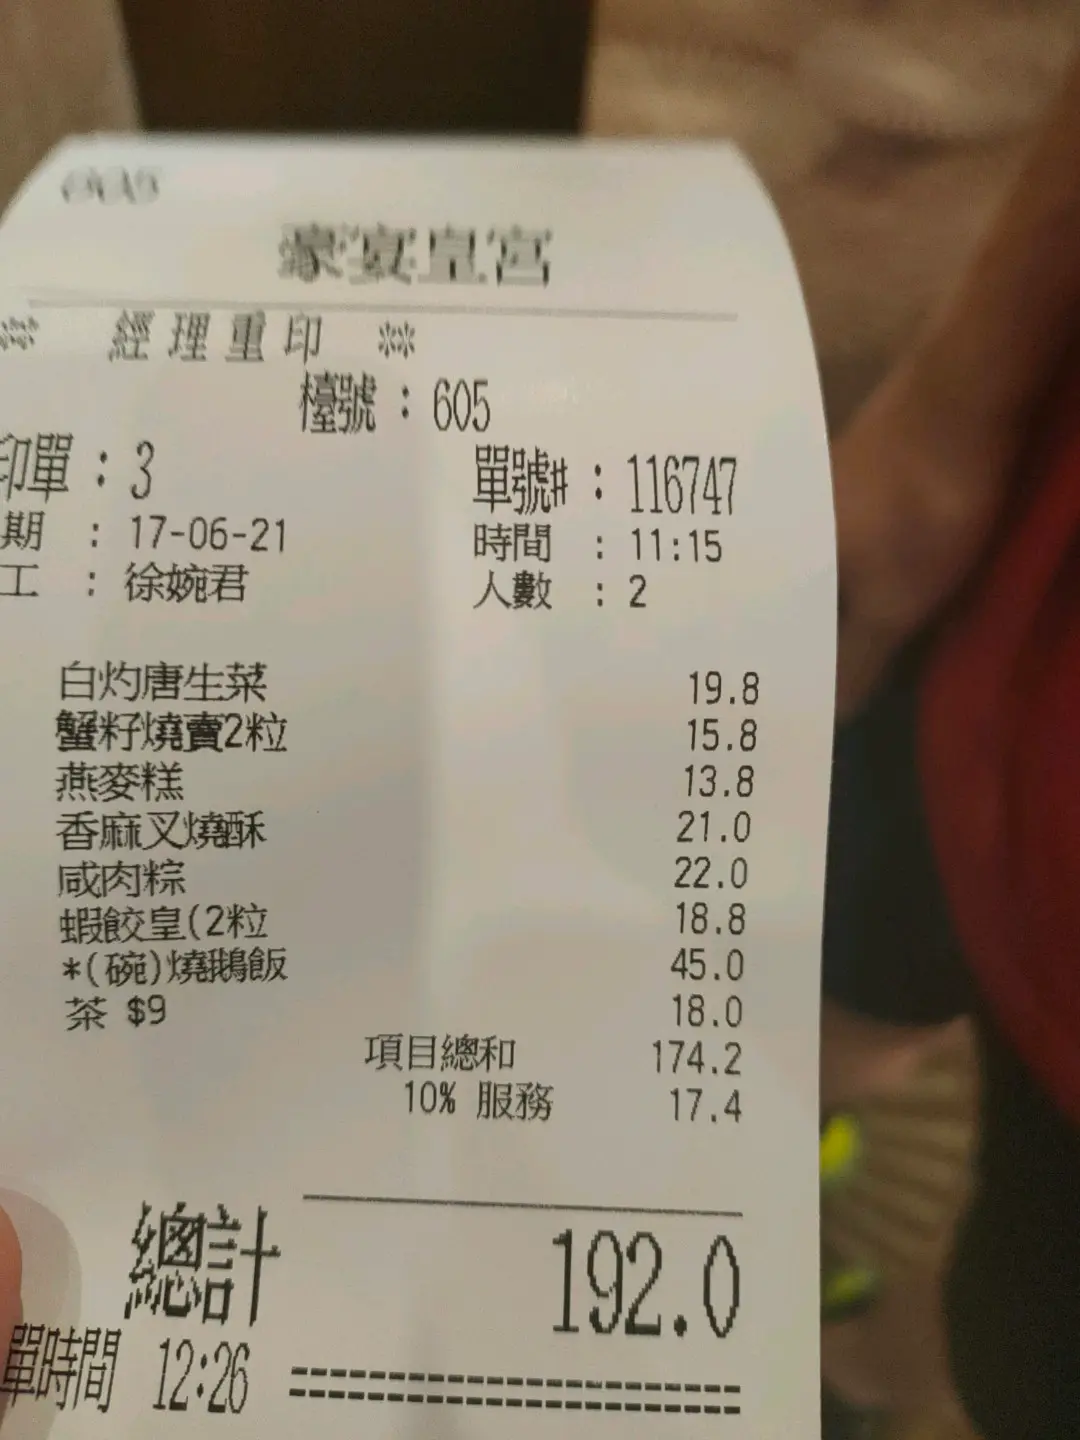 605
豪宴皇宮
** 經理重印 **
檯號：605
印單：3 單號#：116747
期 ：17-06-21 時間 ：11:15
工 ：徐婉君 人數 ：2
白灼唐生菜 19.8
蟹籽燒賣2粒 15.8
燕麥糕 13.8
香麻叉燒酥 21.0
咸肉粽 22.0
蝦餃皇(2粒 18.8
*(碗)燒鵝飯 45.0
茶 $9 18.0
項目總和 174.2
10% 服務 17.4
總計 192.0
單時間 12:26 ==========================